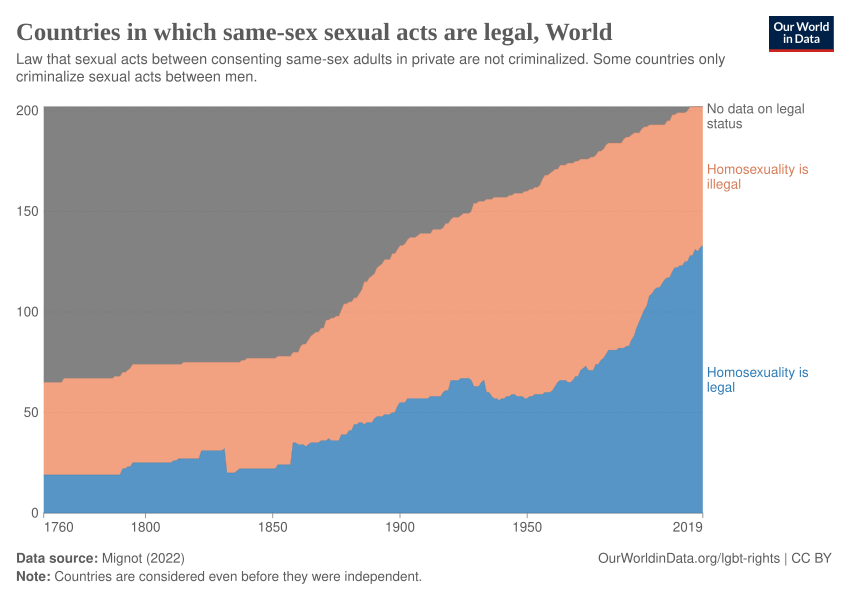 Countries in which same-sex sexual acts are legal, World
Our World
in Data
Law that sexual acts between consenting same-sex adults in private are not criminalized. Some countries only
criminalize sexual acts between men.
200
150
100
50
0
No data on legal
status
Homosexuality is
illegal
Homosexuality is
legal
1760
1800
1850
1900
1950
2019
Data source: Mignot (2022)
OurWorldinData.org/lgbt-rights | CC BY
Note: Countries are considered even before they were independent.